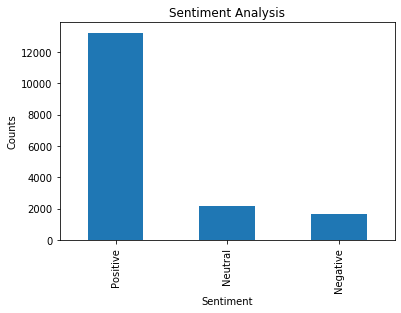 Sentiment Analysis
12000
10000
8000
6000
4000
2000
0
Counts
Positive
Neutral
Negative
Sentiment